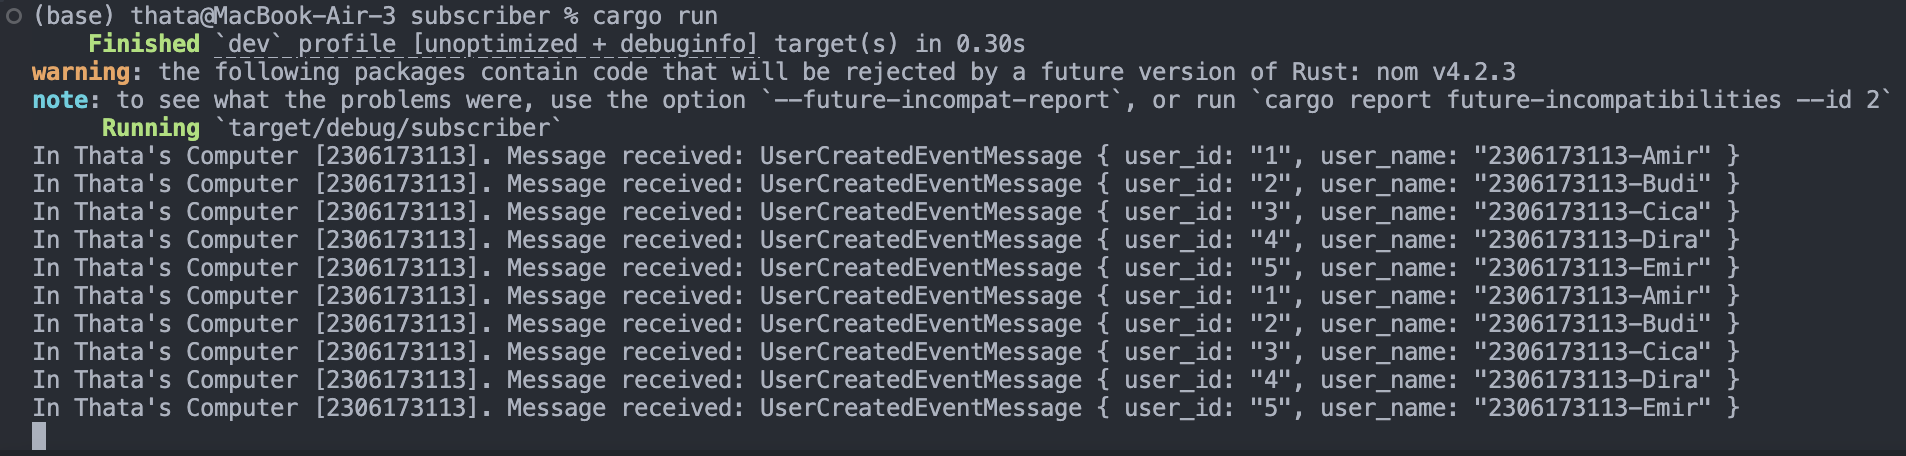 (base) thata@MacBook-Air-3 subscriber % cargo run
Finished `dev` profile [unoptimized + debuginfo] target(s) in 0.30s
warning: the following packages contain code that will be rejected by a future version of Rust: nom v4.2.3
note: to see what the problems were, use the option `--future-incompat-report`, or run `cargo report future-incompatibilities --id 2`
Running `target/debug/subscriber`
In Thata's Computer [2306173113]. Message received: UserCreatedEventMessage { user_id: "1", user_name: "2306173113-Amir" }
In Thata's Computer [2306173113]. Message received: UserCreatedEventMessage { user_id: "2", user_name: "2306173113-Budi" }
In Thata's Computer [2306173113]. Message received: UserCreatedEventMessage { user_id: "3", user_name: "2306173113-Cica" }
In Thata's Computer [2306173113]. Message received: UserCreatedEventMessage { user_id: "4", user_name: "2306173113-Dira" }
In Thata's Computer [2306173113]. Message received: UserCreatedEventMessage { user_id: "5", user_name: "2306173113-Emir" }
In Thata's Computer [2306173113]. Message received: UserCreatedEventMessage { user_id: "1", user_name: "2306173113-Amir" }
In Thata's Computer [2306173113]. Message received: UserCreatedEventMessage { user_id: "2", user_name: "2306173113-Budi" }
In Thata's Computer [2306173113]. Message received: UserCreatedEventMessage { user_id: "3", user_name: "2306173113-Cica" }
In Thata's Computer [2306173113]. Message received: UserCreatedEventMessage { user_id: "4", user_name: "2306173113-Dira" }
In Thata's Computer [2306173113]. Message received: UserCreatedEventMessage { user_id: "5", user_name: "2306173113-Emir" }